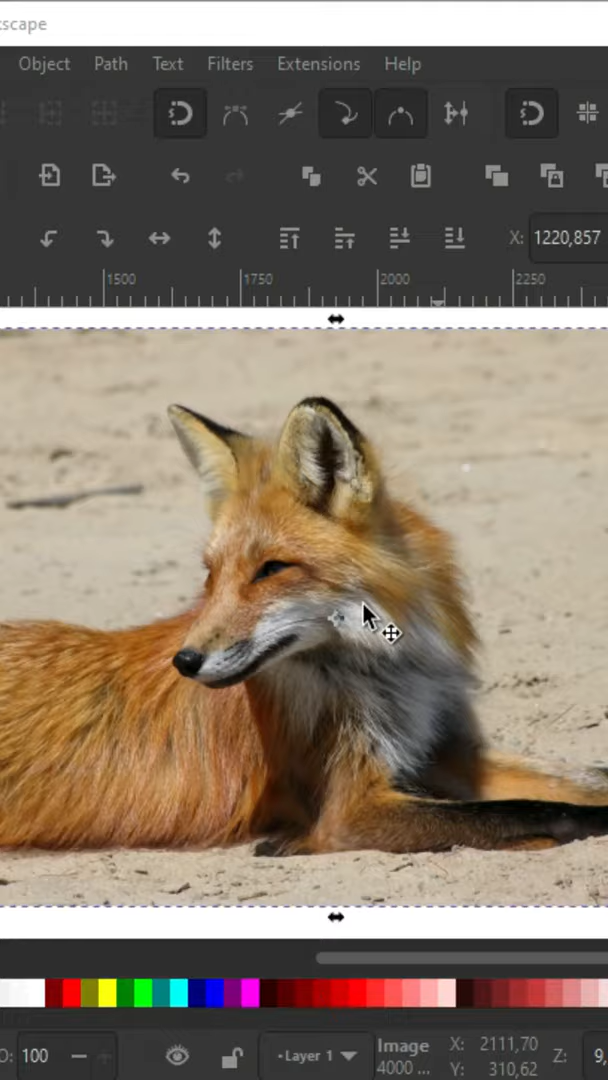 scape
Object Path Text Filters Extensions Help
X: 1220,857
1500 1750 2000 2250
O: 100
Layer 1
Image
4000 ...
X: 2111,70
Y: 310,62
Z: 9,